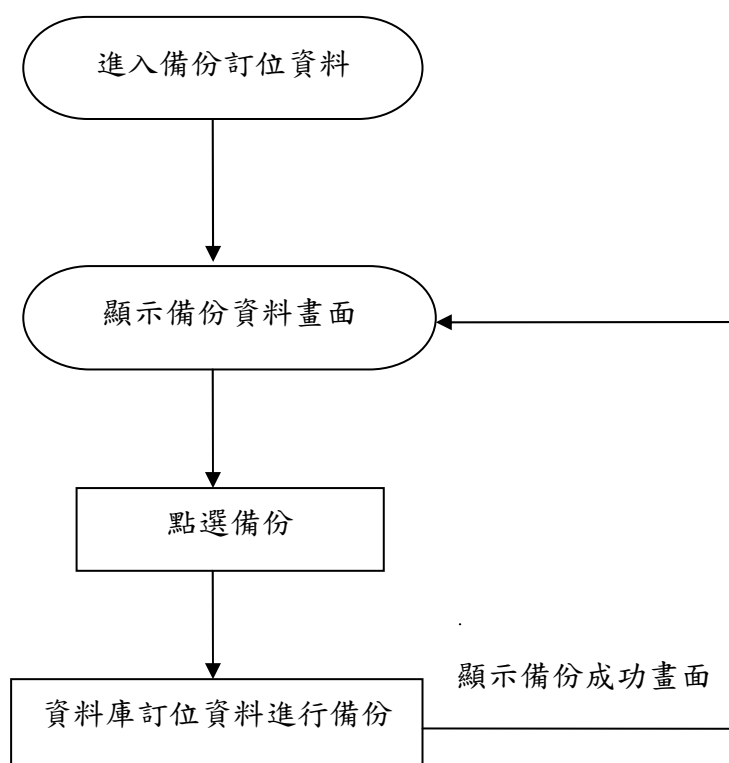 進入備份訂位資料
顯示備份資料畫面
點選備份
顯示備份成功畫面
資料庫訂位資料進行備份